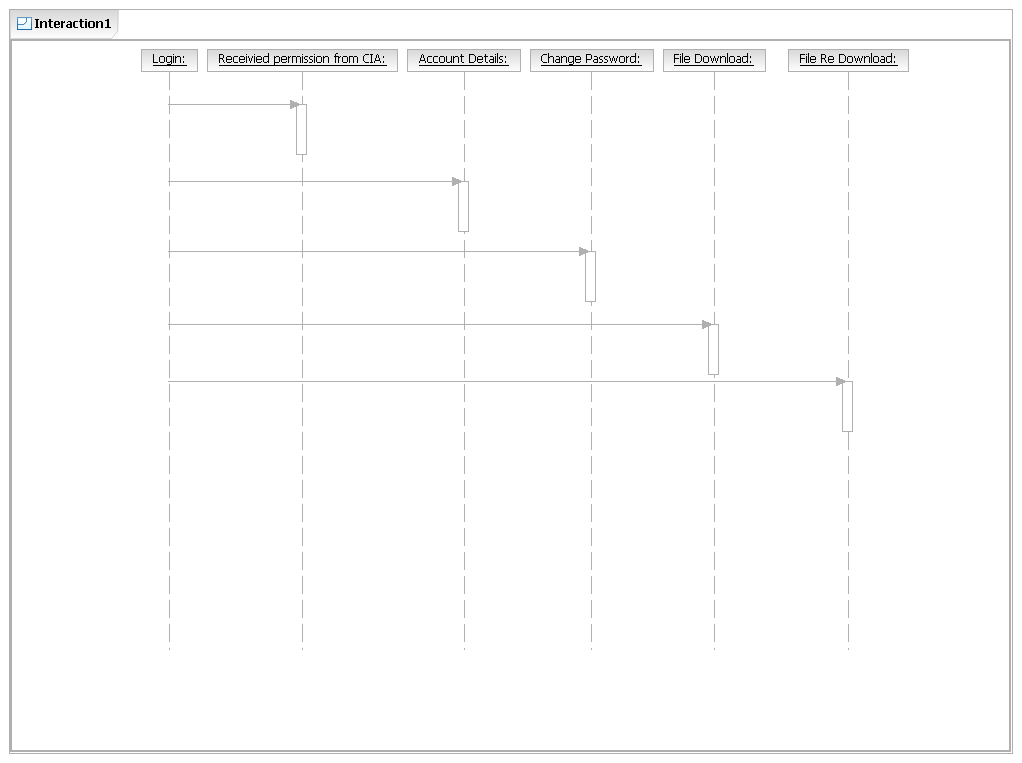 Interaction1
Login:
Receivied permission from CIA:
Account Details:
Change Password:
File Download:
File Re Download: